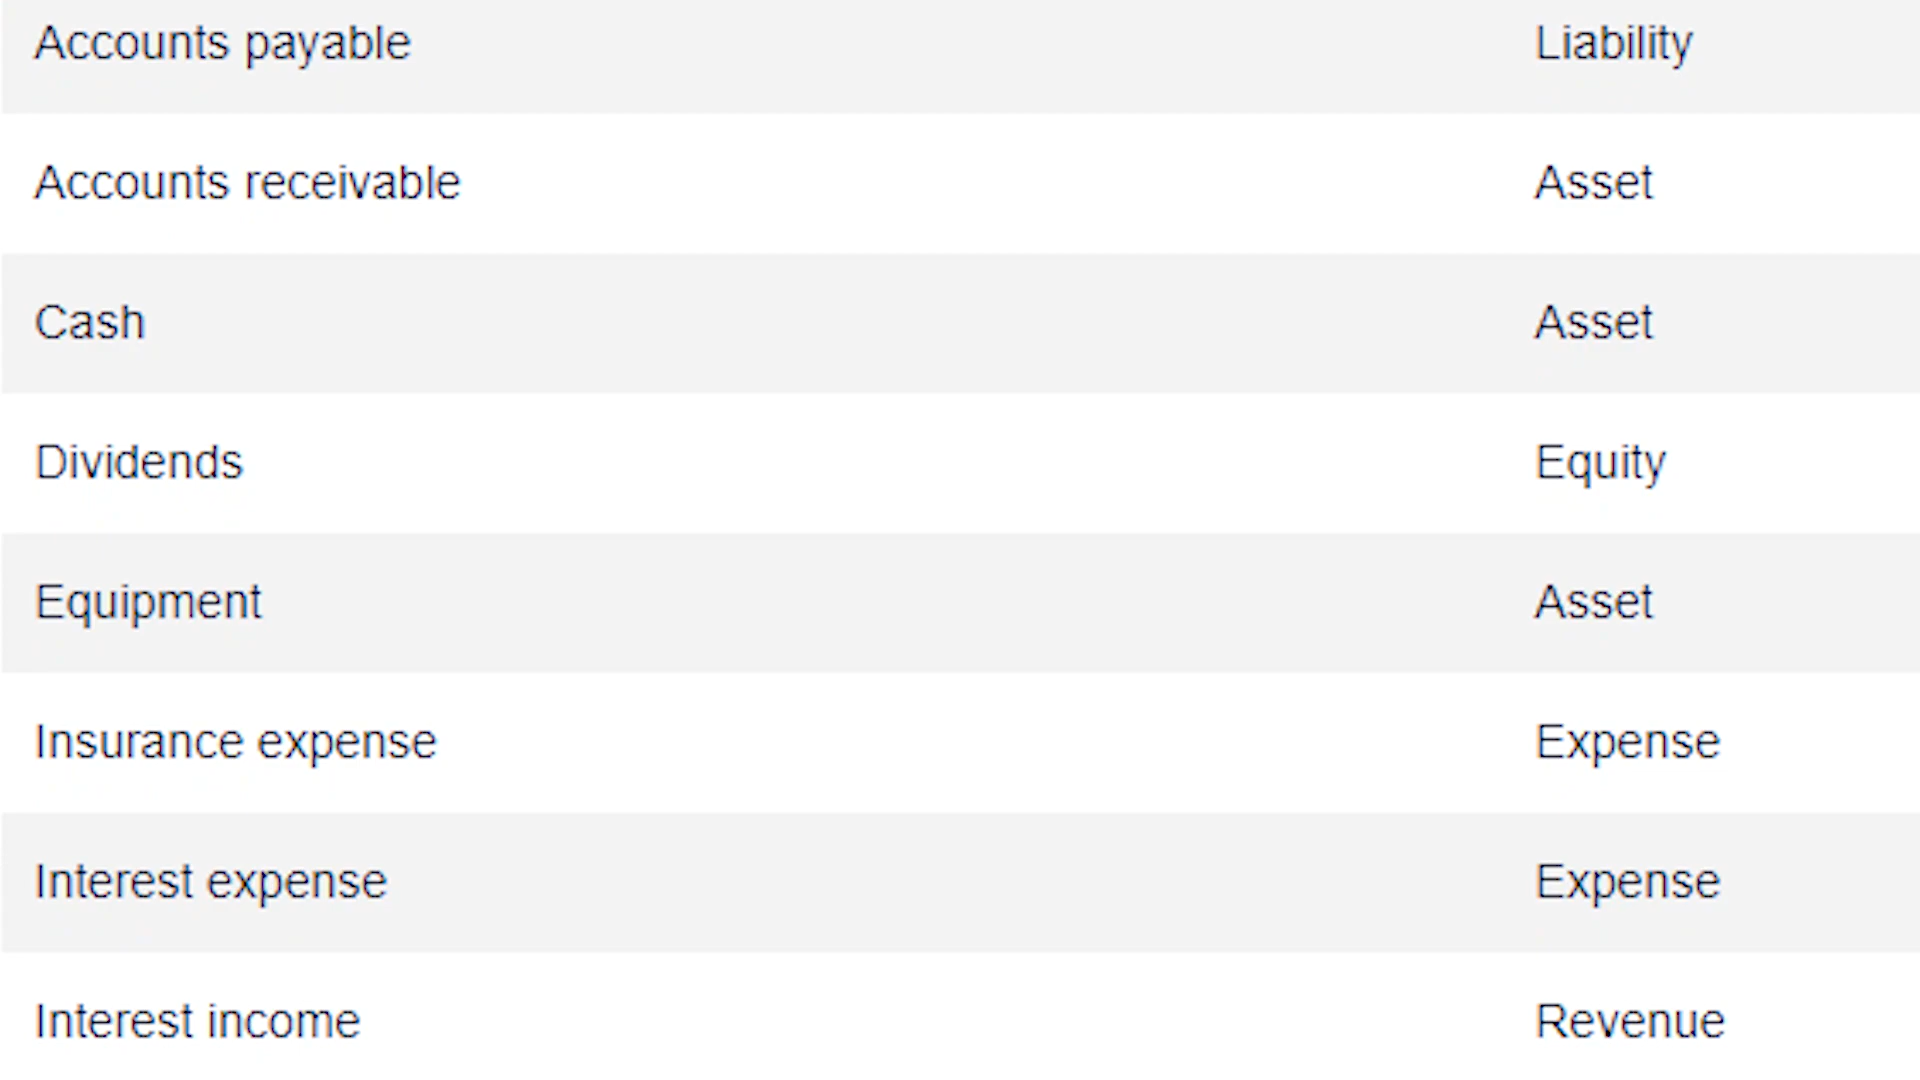 Accounts payable Liability
Accounts receivable Asset
Cash Asset
Dividends Equity
Equipment Asset
Insurance expense Expense
Interest expense Expense
Interest income Revenue